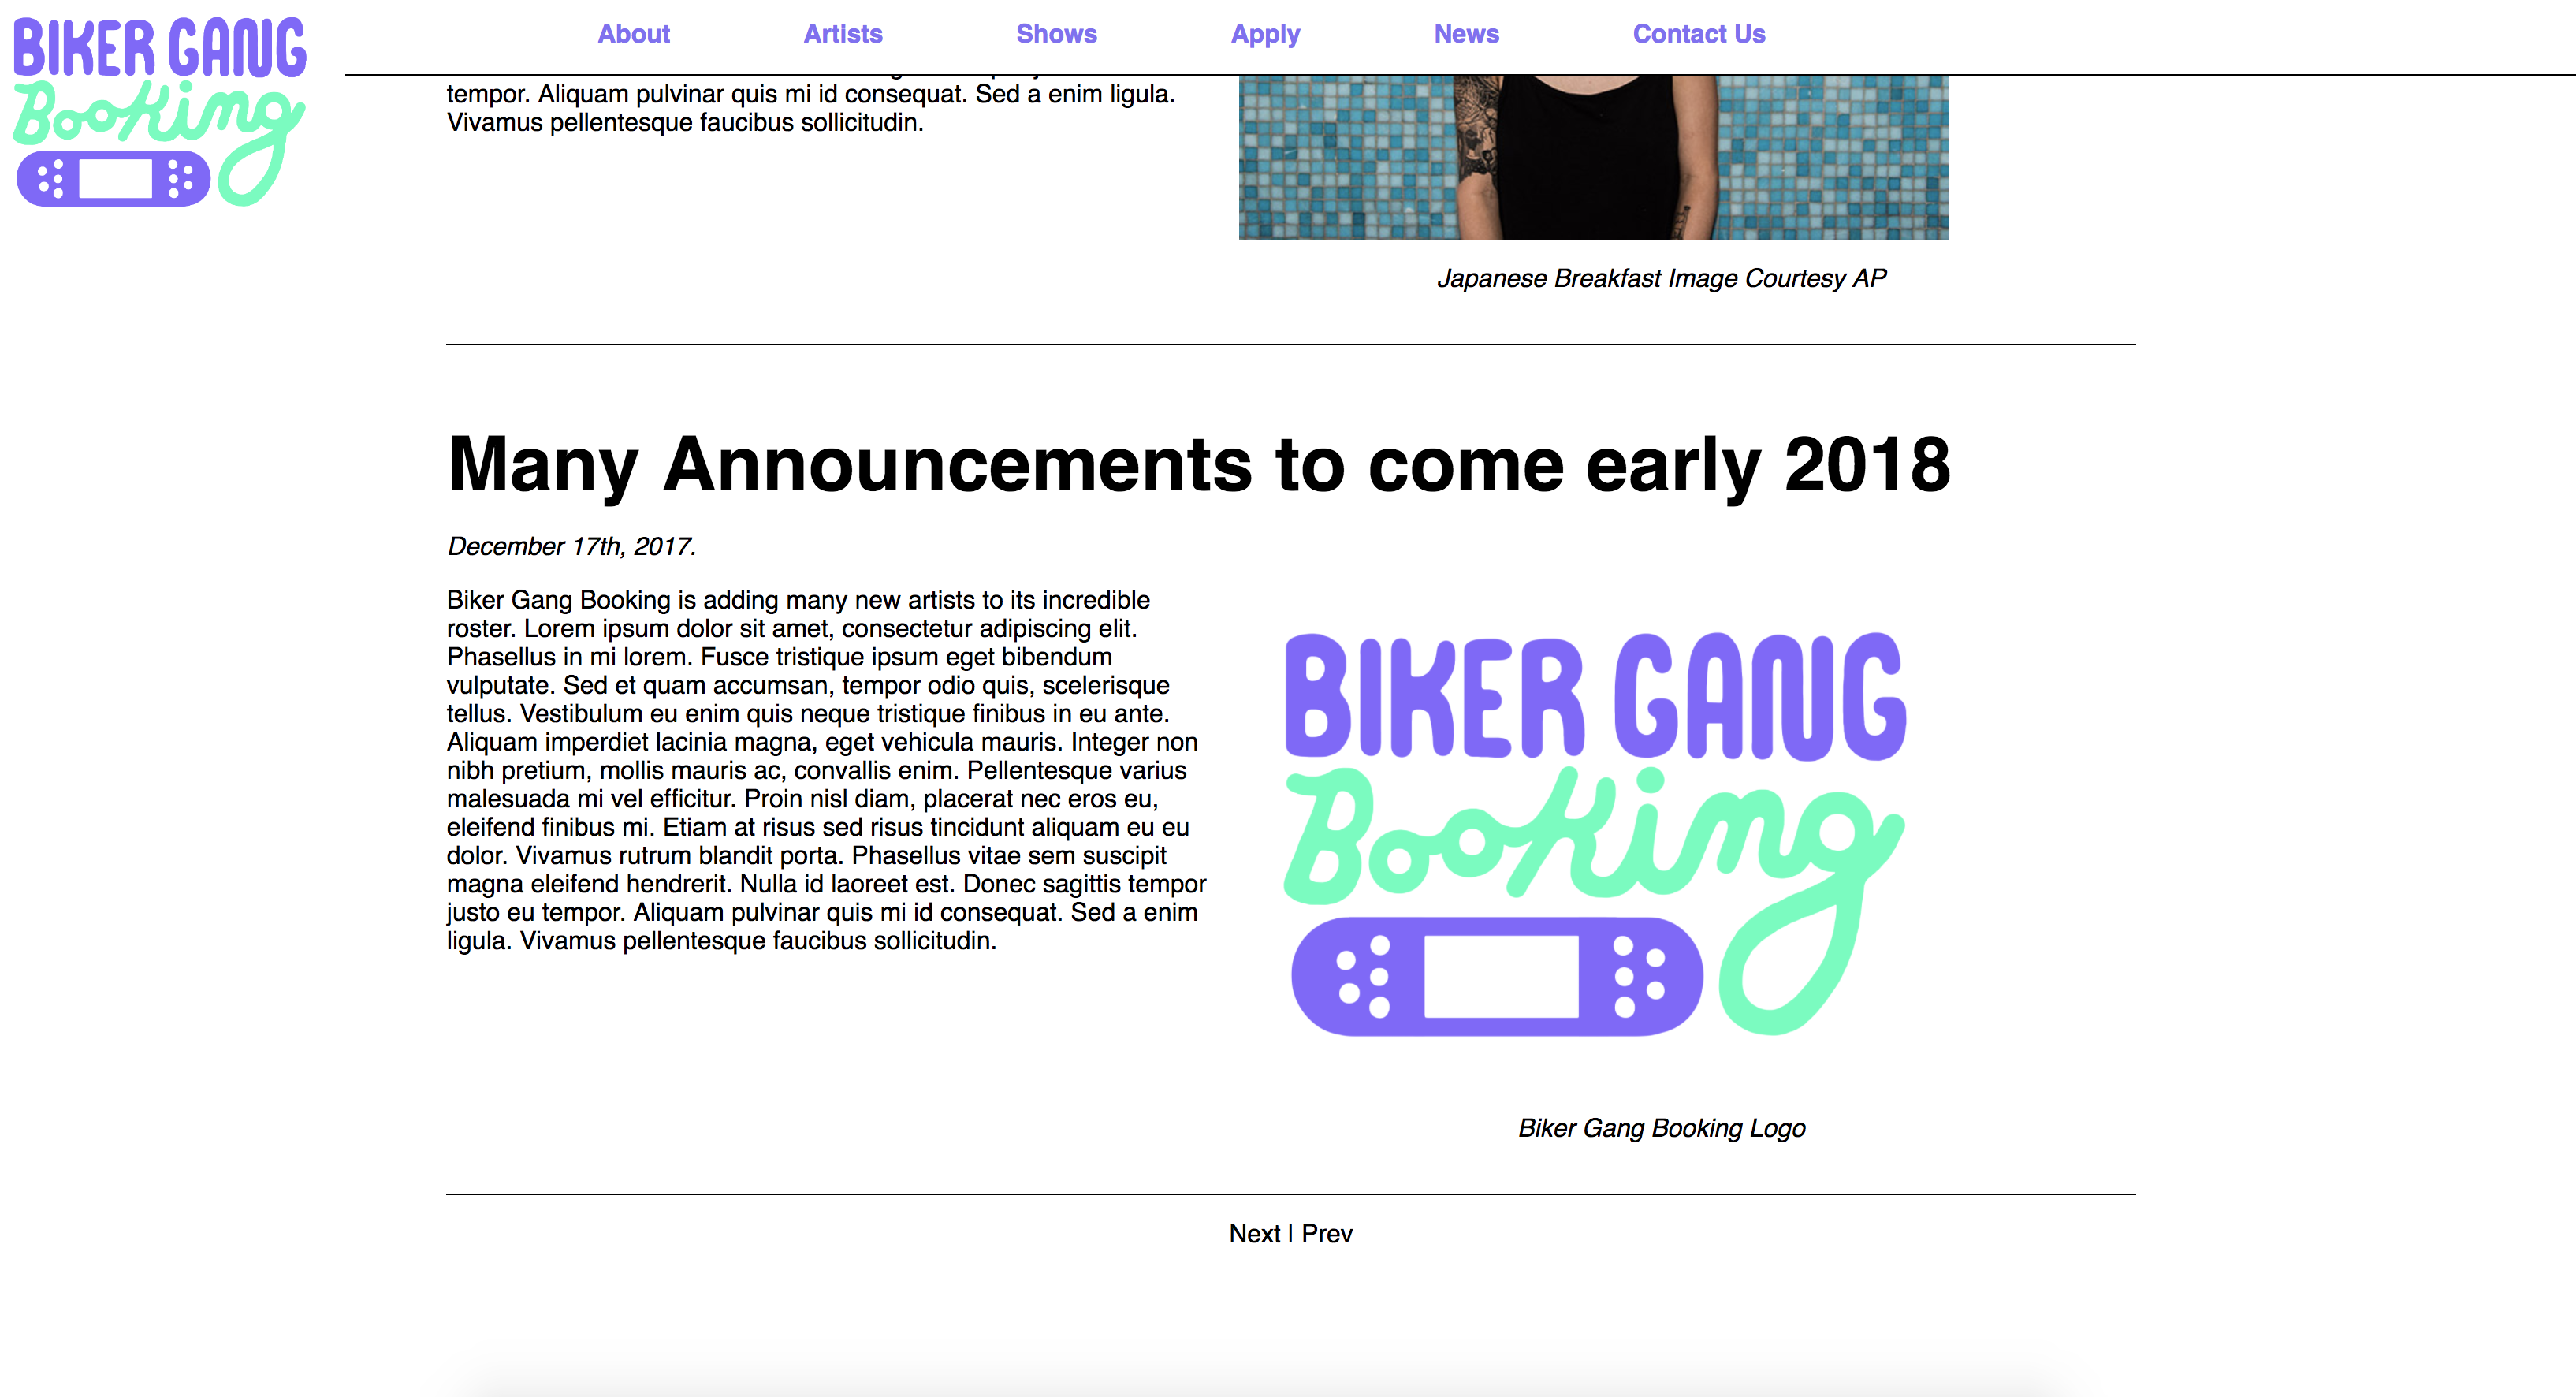 BIKER GANG
Booking
About Artists Shows Apply News Contact Us
tempor. Aliquam pulvinar quis mi id consequat. Sed a enim ligula.
Vivamus pellentesque faucibus sollicitudin.
Japanese Breakfast Image Courtesy AP
Many Announcements to come early 2018
December 17th, 2017.
Biker Gang Booking is adding many new artists to its incredible
roster. Lorem ipsum dolor sit amet, consectetur adipiscing elit.
Phasellus in mi lorem. Fusce tristique ipsum eget bibendum
vulputate. Sed et quam accumsan, tempor odio quis, scelerisque
tellus. Vestibulum eu enim quis neque tristique finibus in eu ante.
Aliquam imperdiet lacinia magna, eget vehicula mauris. Integer non
nibh pretium, mollis mauris ac, convallis enim. Pellentesque varius
malesuada mi vel efficitur. Proin nisl diam, placerat nec eros eu,
eleifend finibus mi. Etiam at risus sed risus tincidunt aliquam eu eu
dolor. Vivamus rutrum blandit porta. Phasellus vitae sem suscipit
magna eleifend hendrerit. Nulla id laoreet est. Donec sagittis tempor
justo eu tempor. Aliquam pulvinar quis mi id consequat. Sed a enim
ligula. Vivamus pellentesque faucibus sollicitudin.
BIKER GANG
Booking
Biker Gang Booking Logo
Next | Prev